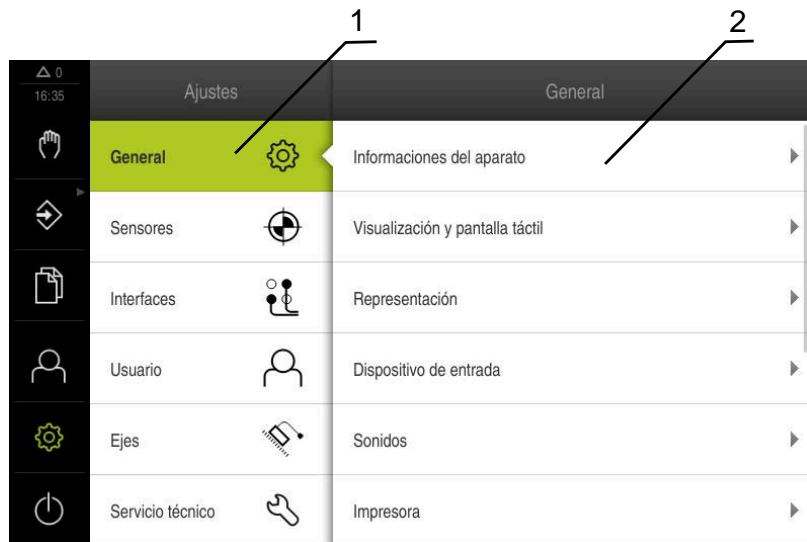 1
2
0
16:35
Ajustes
General
General
Informaciones del aparato
Sensores
Visualización y pantalla táctil
Interfaces
Representación
Usuario
Dispositivo de entrada
Ejes
Sonidos
Servicio técnico
Impresora